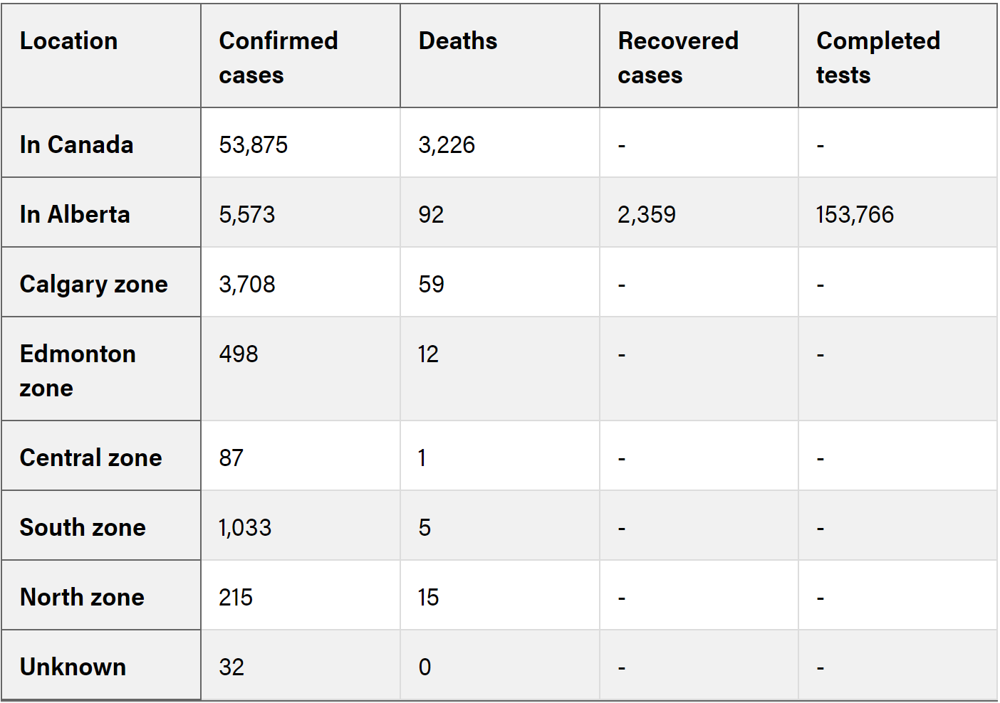 Location Confirmed cases Deaths Recovered cases Completed tests
In Canada 53,875 3,226 - -
In Alberta 5,573 92 2,359 153,766
Calgary zone 3,708 59 - -
Edmonton zone 498 12 - -
Central zone 87 1 - -
South zone 1,033 5 - -
North zone 215 15 - -
Unknown 32 0 - -